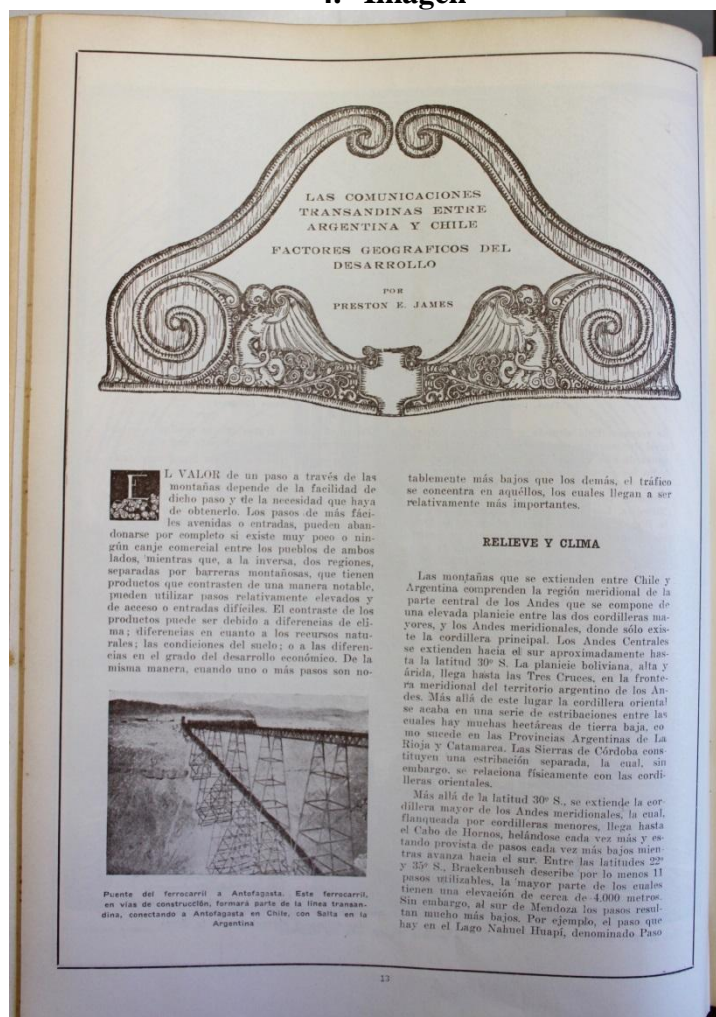 4. Imagen
LAS COMUNICACIONES
TRANSANDINAS ENTRE
ARGENTINA Y CHILE
FACTORES GEOGRAFICOS DEL
DESARROLLO
POR
PRESTON E. JAMES
EL VALOR de un paso a través de las
montañas depende de la facilidad de
dicho paso y de la necesidad que haya
de obtenerlo. Los pasos de más fáci-
les avenidas o entradas, pueden aban-
donarse por completo si existe muy poco o nin-
gún canje comercial entre los pueblos de ambos
lados, mientras que, a la inversa, dos regiones,
separadas por barreras montañosas, que tienen
productos que contrasten de una manera notable,
pueden utilizar pasos relativamente elevados y
de acceso o entradas difíciles. El contraste de los
productos puede ser debido a diferencias de cli-
ma; diferencias en cuanto a los recursos natu-
rales; las condiciones del suelo; o a las diferen-
cias en el grado del desarrollo económico. De la
misma manera, cuando uno o más pasos son no-
Puente del ferrocarril a Antofagasta. Este ferrocarril,
en vías de construcción, formará parte de la línea transan-
dina, conectando a Antofagasta en Chile, con Salta en la
Argentina
tablemente más bajos que los demás, el tráfico
se concentra en aquéllos, los cuales llegan a ser
relativamente más importantes.
RELIEVE Y CLIMA
Las montañas que se extienden entre Chile y
Argentina comprenden la región meridional de la
parte central de los Andes que se compone de
una elevada planicie entre las dos cordilleras ma-
yores, y los Andes meridionales, donde sólo exis-
te la cordillera principal. Los Andes Centrales
se extienden hacia el sur aproximadamente has-
ta la latitud 30° S. La planicie boliviana, alta y
árida, llega hasta las Tres Cruces, en la fronte-
ra meridional del territorio argentino de los An-
des. Más allá de este lugar la cordillera oriental
se acaba en una serie de estribaciones entre las
cuales hay muchas hectáreas de tierra baja, co
mo sucede en las Provincias Argentinas de La
Rioja y Catamarca. Las Sierras de Córdoba cons-
tituyen una estribación separada, la cual, sin
embargo, se relaciona físicamente con las cordi-
lleras orientales.
Más allá de la latitud 30° S., se extiende la cor-
dillera mayor de los Andes meridionales, la cual,
flanqueada por cordilleras menores, llega hasta
el Cabo de Hornos, helándose cada vez más y es-
tando provista de pasos cada vez más bajos mien-
tras avanza hacia el sur. Entre las latitudes 22°
y 35° S., Brackenbusch describe por lo menos 11
pasos utilizables, la mayor parte de los cuales
tienen una elevación de cerca de 4,000 metros.
Sin embargo, al sur de Mendoza los pasos resul-
tan mucho más bajos. Por ejemplo, el paso que
hay en el Lago Nahuel Huapí, denominado Paso
13